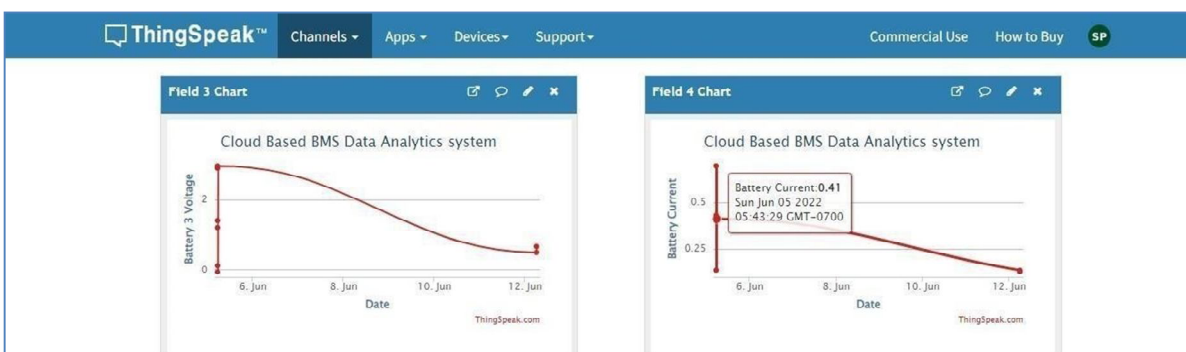 ThingSpeak™ Channels Apps Devices Support Commercial Use How to Buy SP
Field 3 Chart
Cloud Based BMS Data Analytics system
Battery 3 Voltage
2
0
6. Jun 8. Jun 10. Jun 12. Jun
Date
ThingSpeak.com
Field 4 Chart
Cloud Based BMS Data Analytics system
Battery Current
0.5
0.25
Battery Current:0.41
Sun Jun 05 2022
05:43:29 GMT-0700
6. Jun 8. Jun 10. Jun 12. Jun
Date
ThingSpeak.com